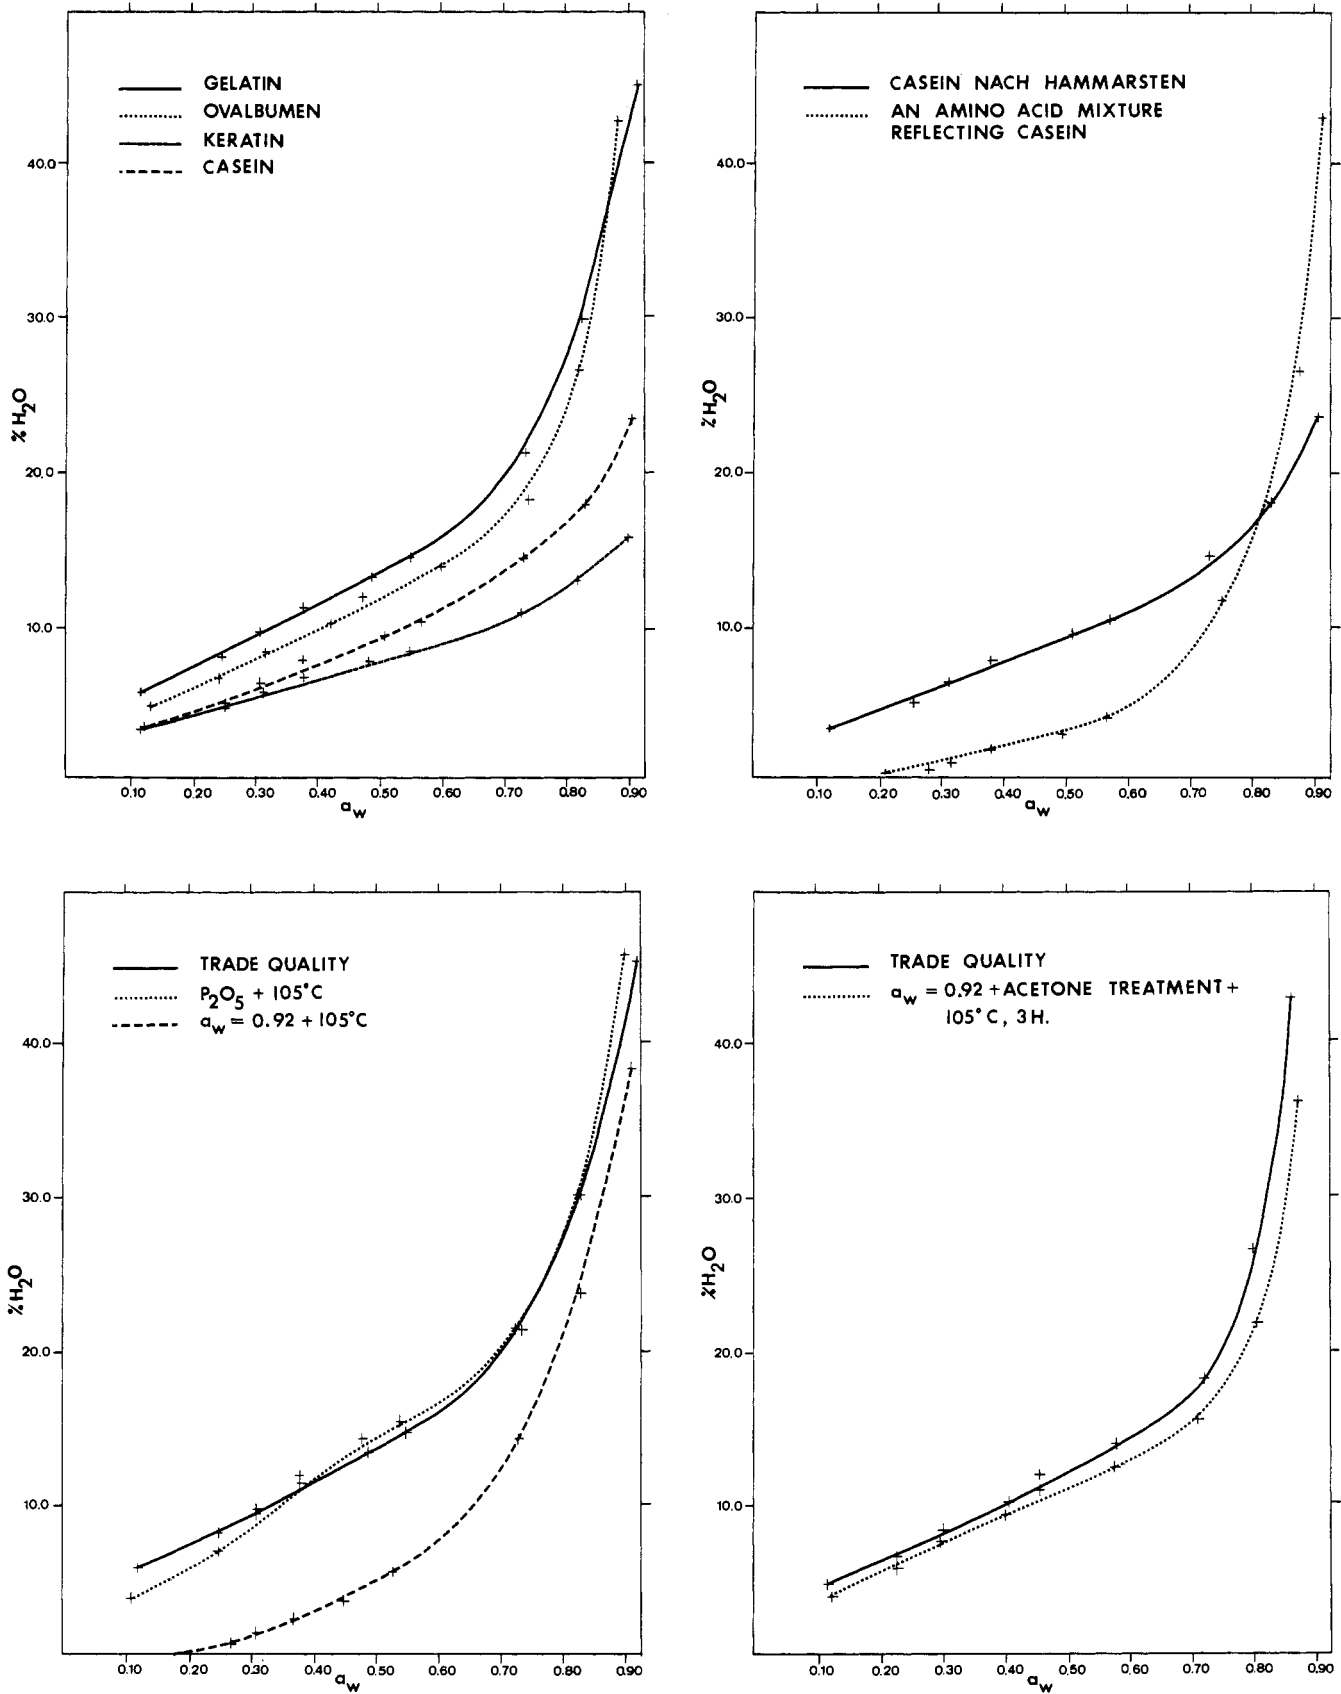 GELATIN
OVALBUMEN
KERATIN
CASEIN
40.0
30.0
%H2O
20.0
10.0
0.10 0.20 0.30 0.40 0.50 0.60 0.70 0.80 0.90
aw
CASEIN NACH HAMMARSTEN
AN AMINO ACID MIXTURE
REFLECTING CASEIN
40.0
30.0
%H2O
20.0
10.0
0.10 0.20 0.30 0.40 0.50 0.60 0.70 0.80 0.90
aw
TRADE QUALITY
P2O5 + 105°C
aw = 0.92 + 105°C
40.0
30.0
%H2O
20.0
10.0
0.10 0.20 0.30 0.40 0.50 0.60 0.70 0.80 0.90
aw
TRADE QUALITY
aw = 0.92 + ACETONE TREATMENT +
105°C, 3H.
40.0
30.0
%H2O
20.0
10.0
0.10 0.20 0.30 0.40 0.50 0.60 0.70 0.80 0.90
aw